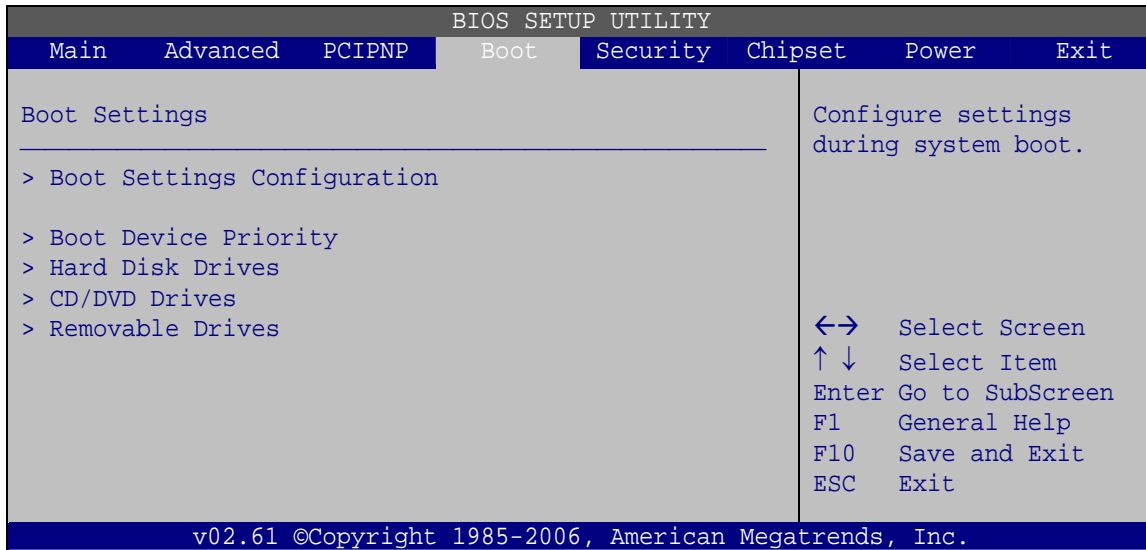 BIOS SETUP UTILITY
Main Advanced PCIPNP Boot Security Chipset Power Exit
Boot Settings
> Boot Settings Configuration
> Boot Device Priority
> Hard Disk Drives
> CD/DVD Drives
> Removable Drives
Configure settings
during system boot.
←→ Select Screen
↑ ↓ Select Item
Enter Go to SubScreen
F1 General Help
F10 Save and Exit
ESC Exit
v02.61 ©Copyright 1985-2006, American Megatrends, Inc.